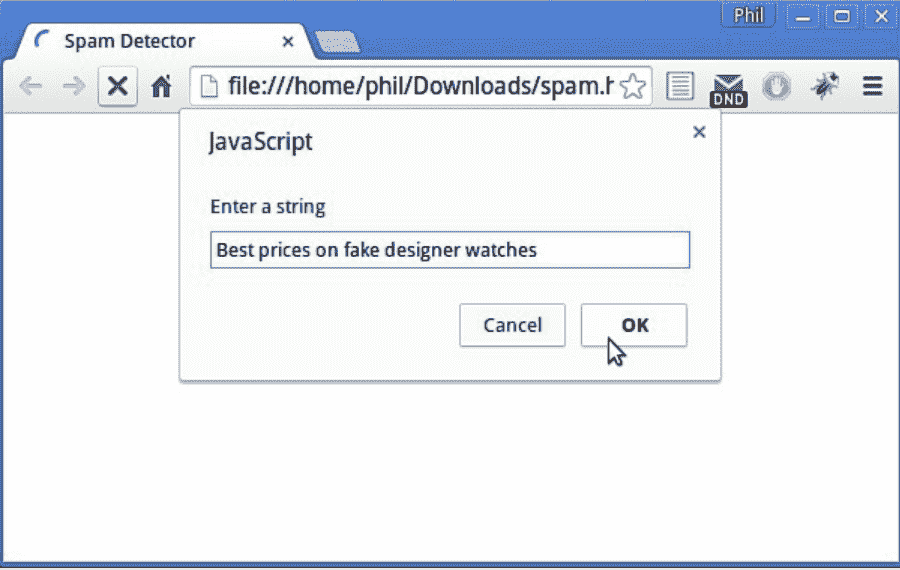 Phil
Spam Detector
file:///home/phil/Downloads/spam.h
DND
JavaScript
Enter a string
Best prices on fake designer watches
Cancel
OK